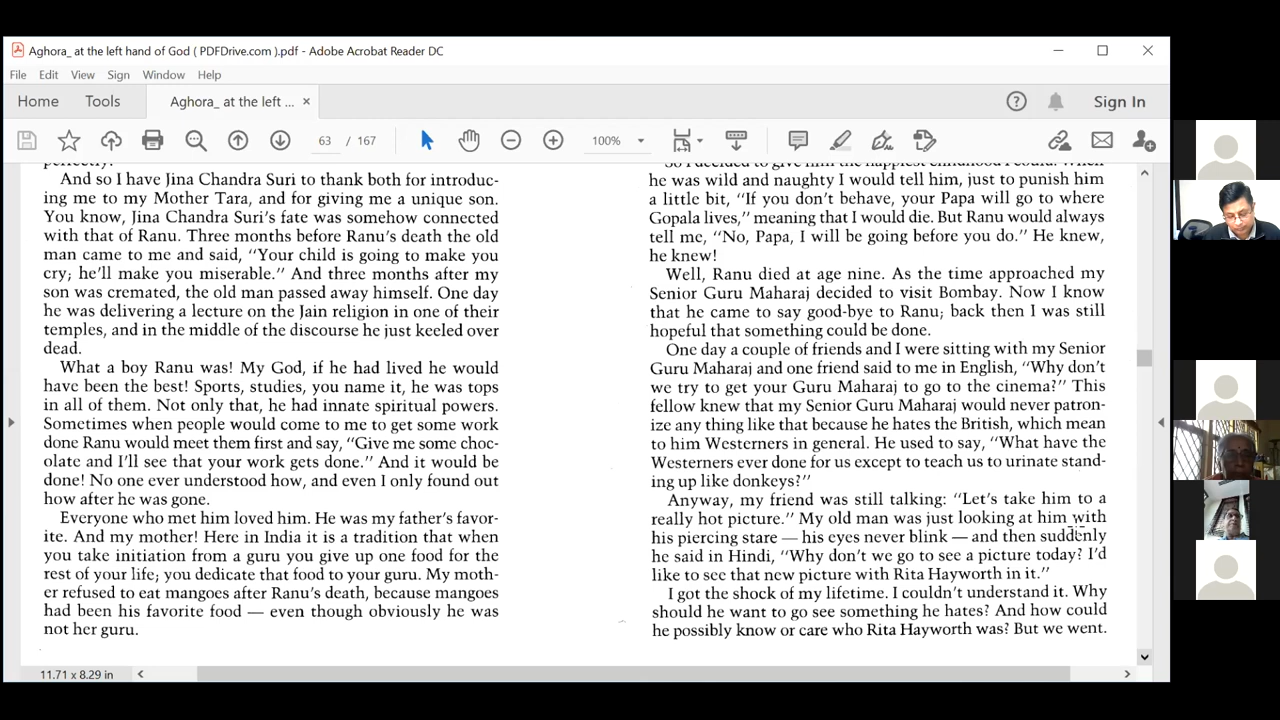 Aghora_ at the left hand of God ( PDFDrive.com ).pdf - Adobe Acrobat Reader DC
File Edit View Sign Window Help
Home Tools Aghora_ at the left ... × Sign In
63 / 167 100%
perfectly!
And so I have Jina Chandra Suri to thank both for introduc-
ing me to my Mother Tara, and for giving me a unique son.
You know, Jina Chandra Suri's fate was somehow connected
with that of Ranu. Three months before Ranu's death the old
man came to me and said, "Your child is going to make you
cry; he'll make you miserable." And three months after my
son was cremated, the old man passed away himself. One day
he was delivering a lecture on the Jain religion in one of their
temples, and in the middle of the discourse he just keeled over
dead.
What a boy Ranu was! My God, if he had lived he would
have been the best! Sports, studies, you name it, he was tops
in all of them. Not only that, he had innate spiritual powers.
Sometimes when people would come to me to get some work
done Ranu would meet them first and say, "Give me some choc-
olate and I'll see that your work gets done." And it would be
done! No one ever understood how, and even I only found out
how after he was gone.
Everyone who met him loved him. He was my father's favor-
ite. And my mother! Here in India it is a tradition that when
you take initiation from a guru you give up one food for the
rest of your life; you dedicate that food to your guru. My moth-
er refused to eat mangoes after Ranu's death, because mangoes
had been his favorite food — even though obviously he was
not her guru.
So I decided to give him the happiest childhood I could. When
he was wild and naughty I would tell him, just to punish him
a little bit, "If you don't behave, your Papa will go to where
Gopala lives," meaning that I would die. But Ranu would always
tell me, "No, Papa, I will be going before you do." He knew,
he knew!
Well, Ranu died at age nine. As the time approached my
Senior Guru Maharaj decided to visit Bombay. Now I know
that he came to say good-bye to Ranu; back then I was still
hopeful that something could be done.
One day a couple of friends and I were sitting with my Senior
Guru Maharaj and one friend said to me in English, "Why don't
we try to get your Guru Maharaj to go to the cinema?" This
fellow knew that my Senior Guru Maharaj would never patron-
ize any thing like that because he hates the British, which mean
to him Westerners in general. He used to say, "What have the
Westerners ever done for us except to teach us to urinate stand-
ing up like donkeys?"
Anyway, my friend was still talking: "Let's take him to a
really hot picture." My old man was just looking at him with
his piercing stare — his eyes never blink — and then suddenly
he said in Hindi, "Why don't we go to see a picture today? I'd
like to see that new picture with Rita Hayworth in it."
I got the shock of my lifetime. I couldn't understand it. Why
should he want to go see something he hates? And how could
he possibly know or care who Rita Hayworth was? But we went.
11.71 x 8.29 in